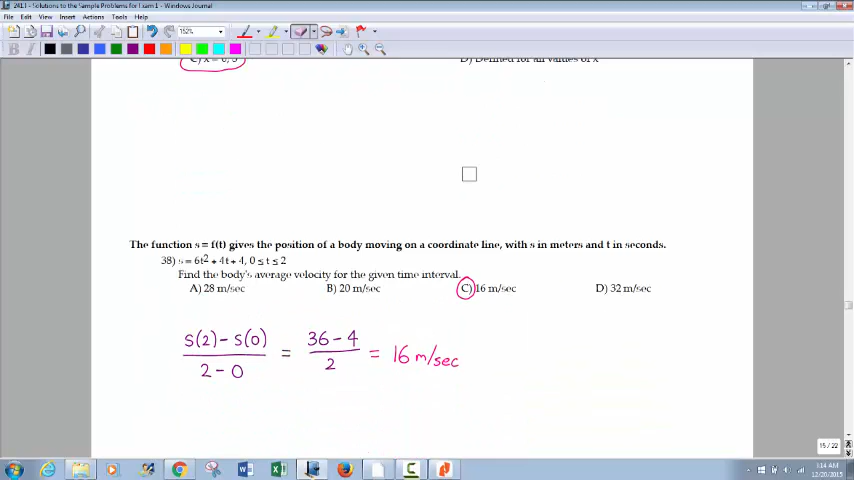 2413 - Solutions to the Sample Problems for Exam 1 - Windows Journal
File Edit View Insert Actions Tools Help
152%
C) x = 6, 3
D) Defined for all values of x
The function s = f(t) gives the position of a body moving on a coordinate line, with s in meters and t in seconds.
38) s = 6t² + 4t + 4, 0 ≤ t ≤ 2
Find the body's average velocity for the given time interval.
A) 28 m/sec B) 20 m/sec C) 16 m/sec D) 32 m/sec
s(2) - s(0) / 2 - 0 = 36 - 4 / 2 = 16 m/sec
15 / 22
1:14 AM
12/20/2015